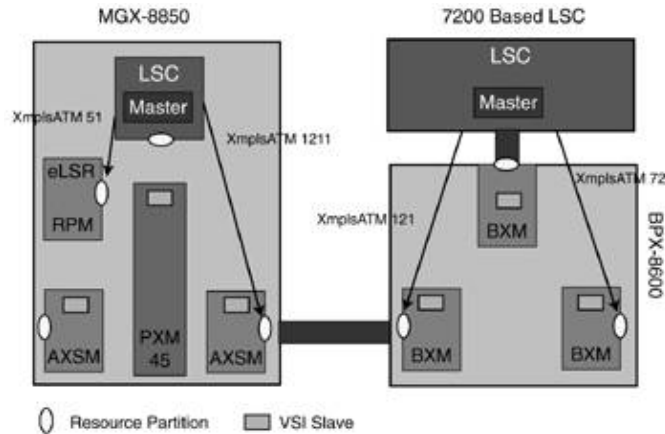 MGX-8850
7200 Based LSC
LSC
Master
XmplsATM 51
XmplsATM 1211
eLSR
RPM
AXSM
PXM
45
AXSM
LSC
Master
XmplsATM 121
XmplsATM 72
BXM
BXM
BXM
BPX-8600
Resource Partition
VSI Slave